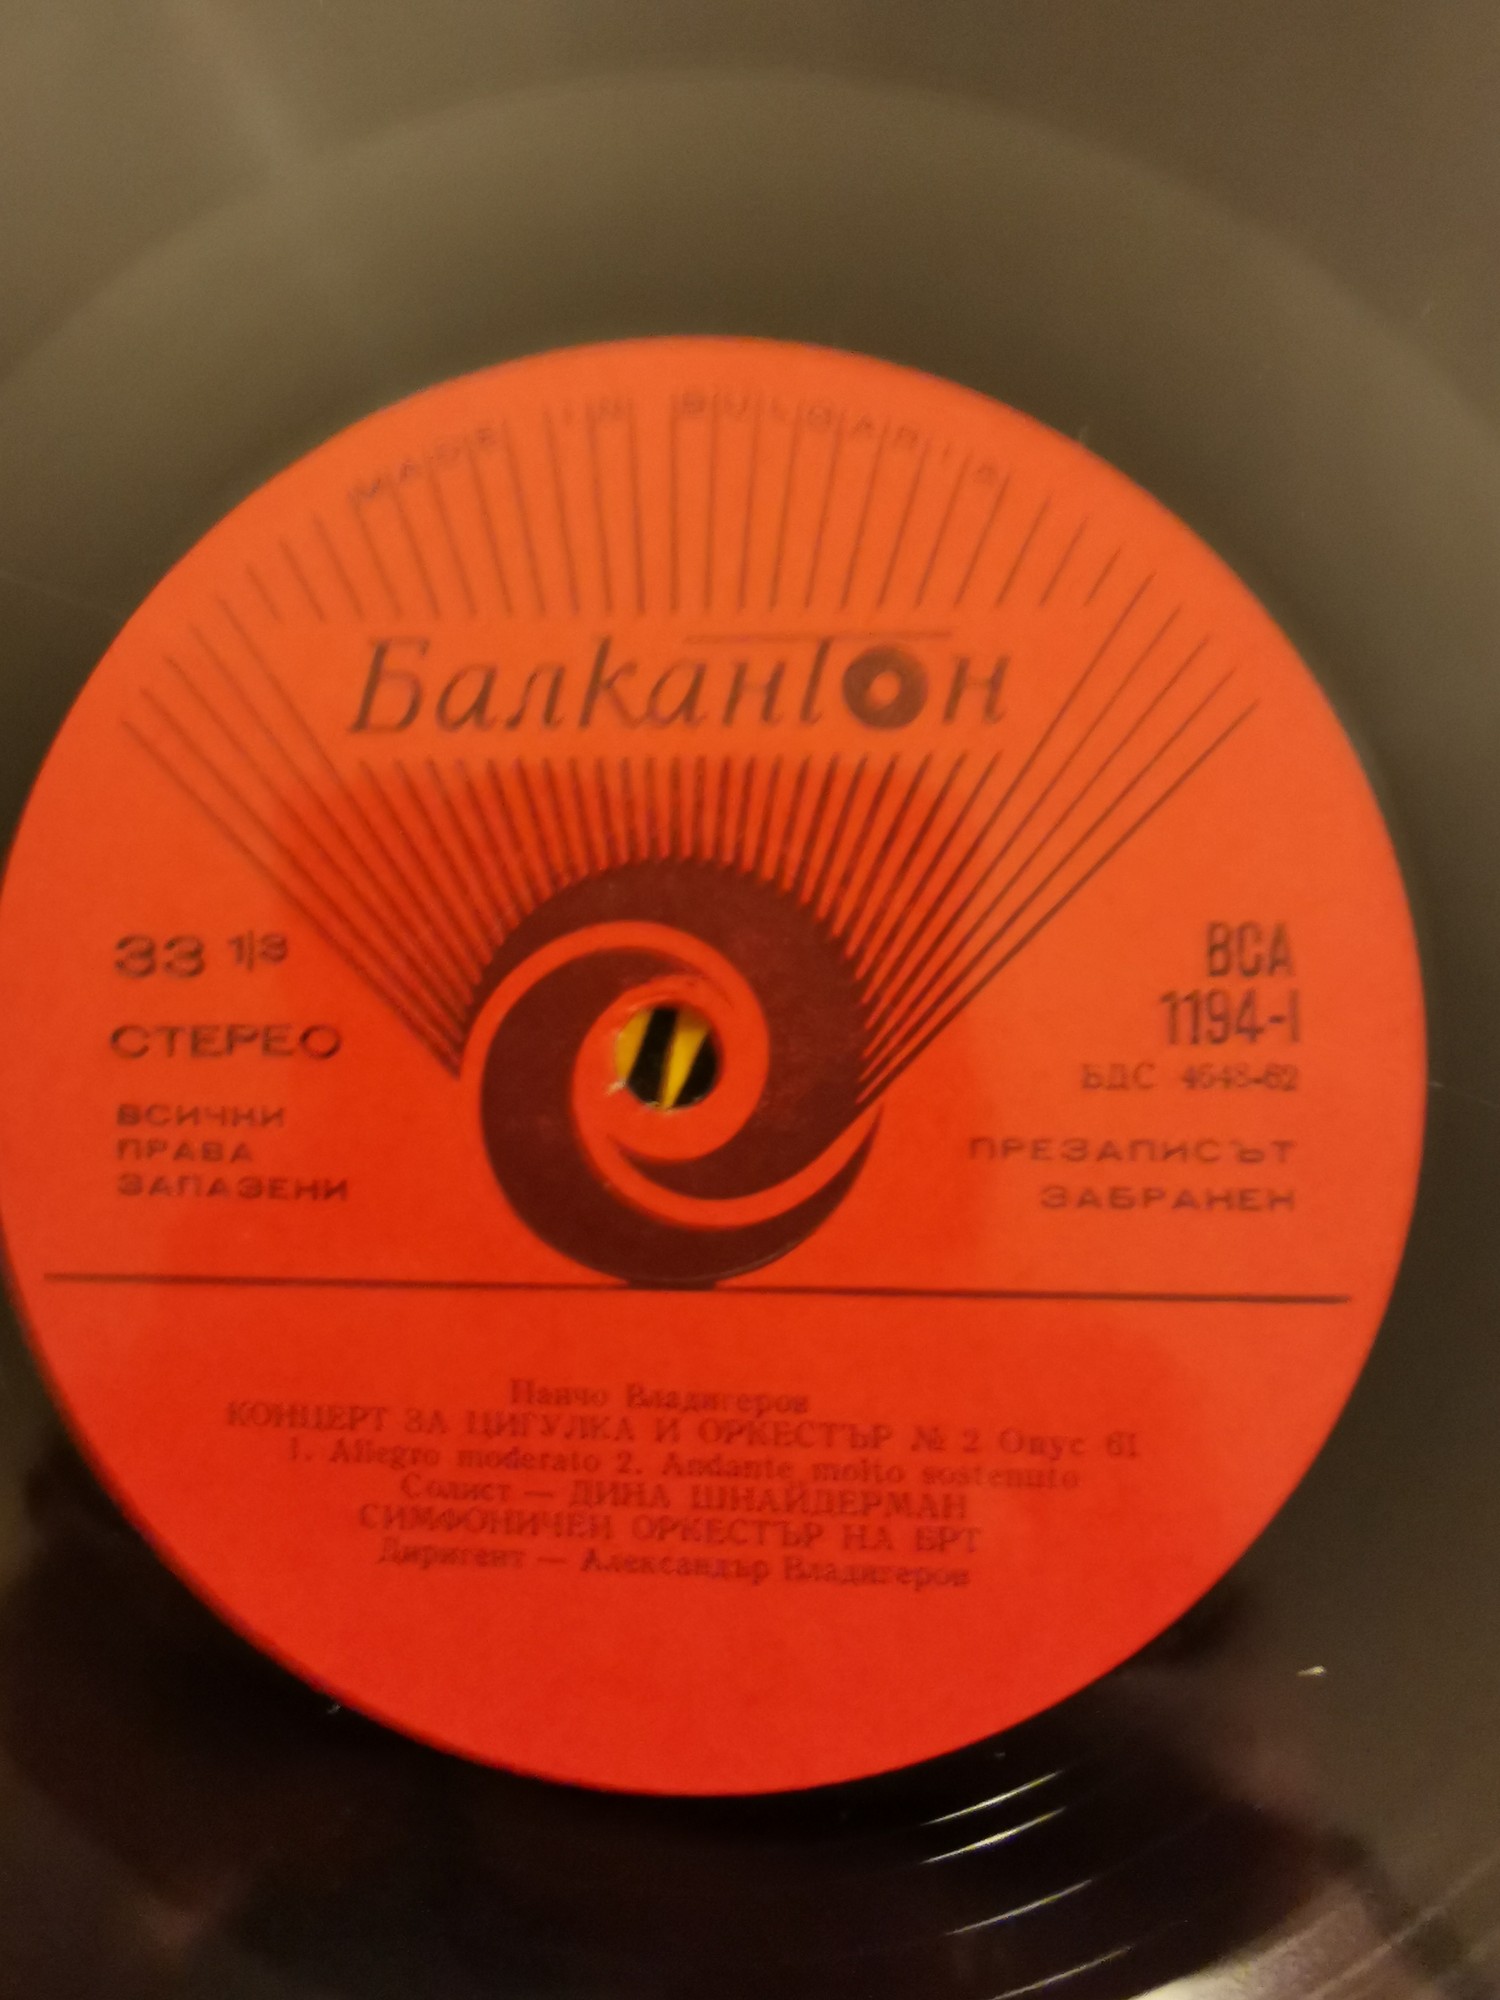 MADE IN BULGARIA
Балкантон
33 1/3
СТЕРЕО
ВСИЧКИ
ПРАВА
ЗАПАЗЕНИ
ВСА
1194-I
БДС 4648-62
ПРЕЗАПИСЪТ
ЗАБРАНЕН
Панчо Владигеров
КОНЦЕРТ ЗА ЦИГУЛКА И ОРКЕСТЪР № 2 Опус 61
1. Allegro moderato 2. Andante molto sostenuto
Солист — ДИНА ШНАЙДЕРМАН
СИМФОНИЧЕН ОРКЕСТЪР НА БРТ
Диригент — Александър Владигеров